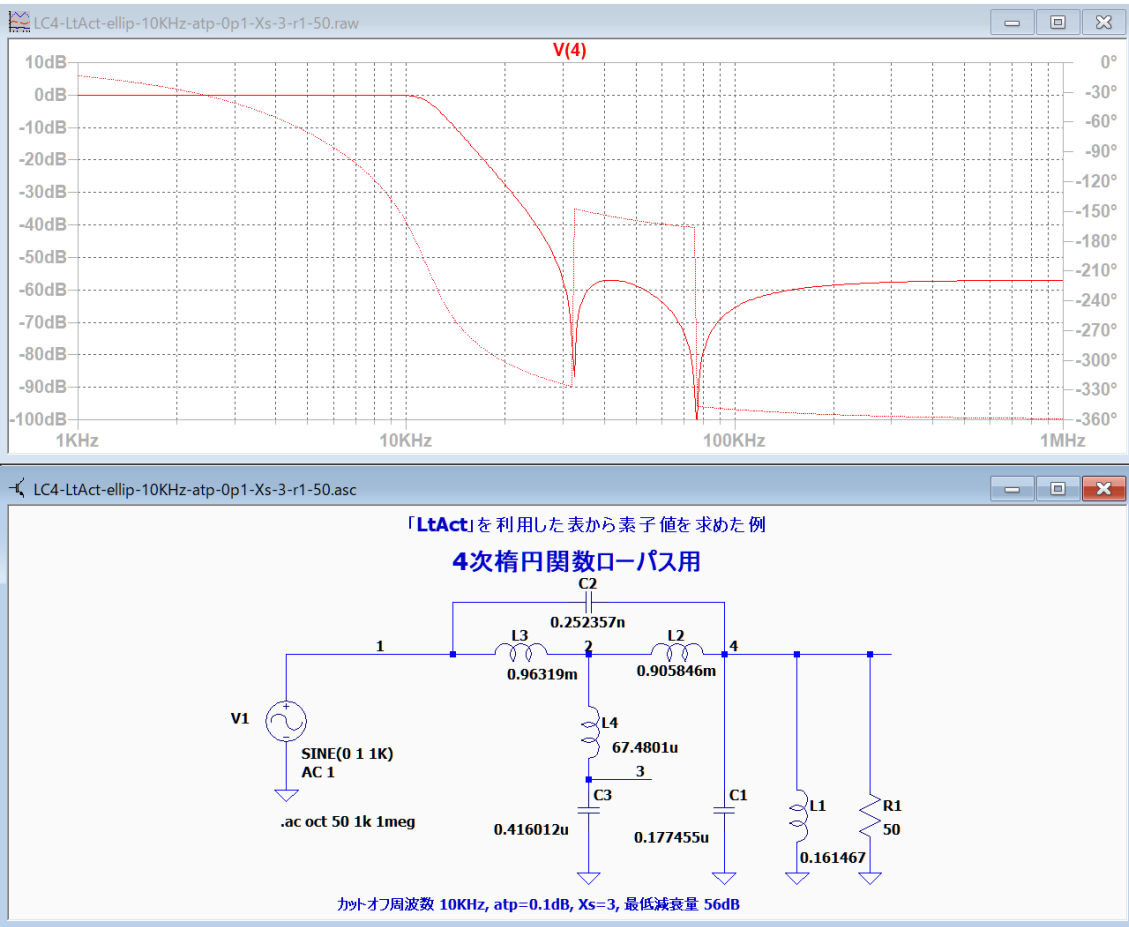 LC4-LtAct-ellip-10KHz-atp-0p1-Xs-3-r1-50.raw
V(4)
10dB
0dB
-10dB
-20dB
-30dB
-40dB
-50dB
-60dB
-70dB
-80dB
-90dB
-100dB
0°
-30°
-60°
-90°
-120°
-150°
-180°
-210°
-240°
-270°
-300°
-330°
-360°
1KHz 10KHz 100KHz 1MHz
LC4-LtAct-ellip-10KHz-atp-0p1-Xs-3-r1-50.asc
「LtAct」を利用した表から素子値を求めた例
4次楕円関数ローパス用
C2
0.252357n
1
L3
2
L2
4
0.96319m
0.905846m
V1
SINE(0 1 1K)
AC 1
L4
67.4801u
3
C3
0.416012u
C1
0.177455u
L1
0.161467
R1
50
.ac oct 50 1k 1meg
カットオフ周波数 10KHz, atp=0.1dB, Xs=3, 最低減衰量 56dB